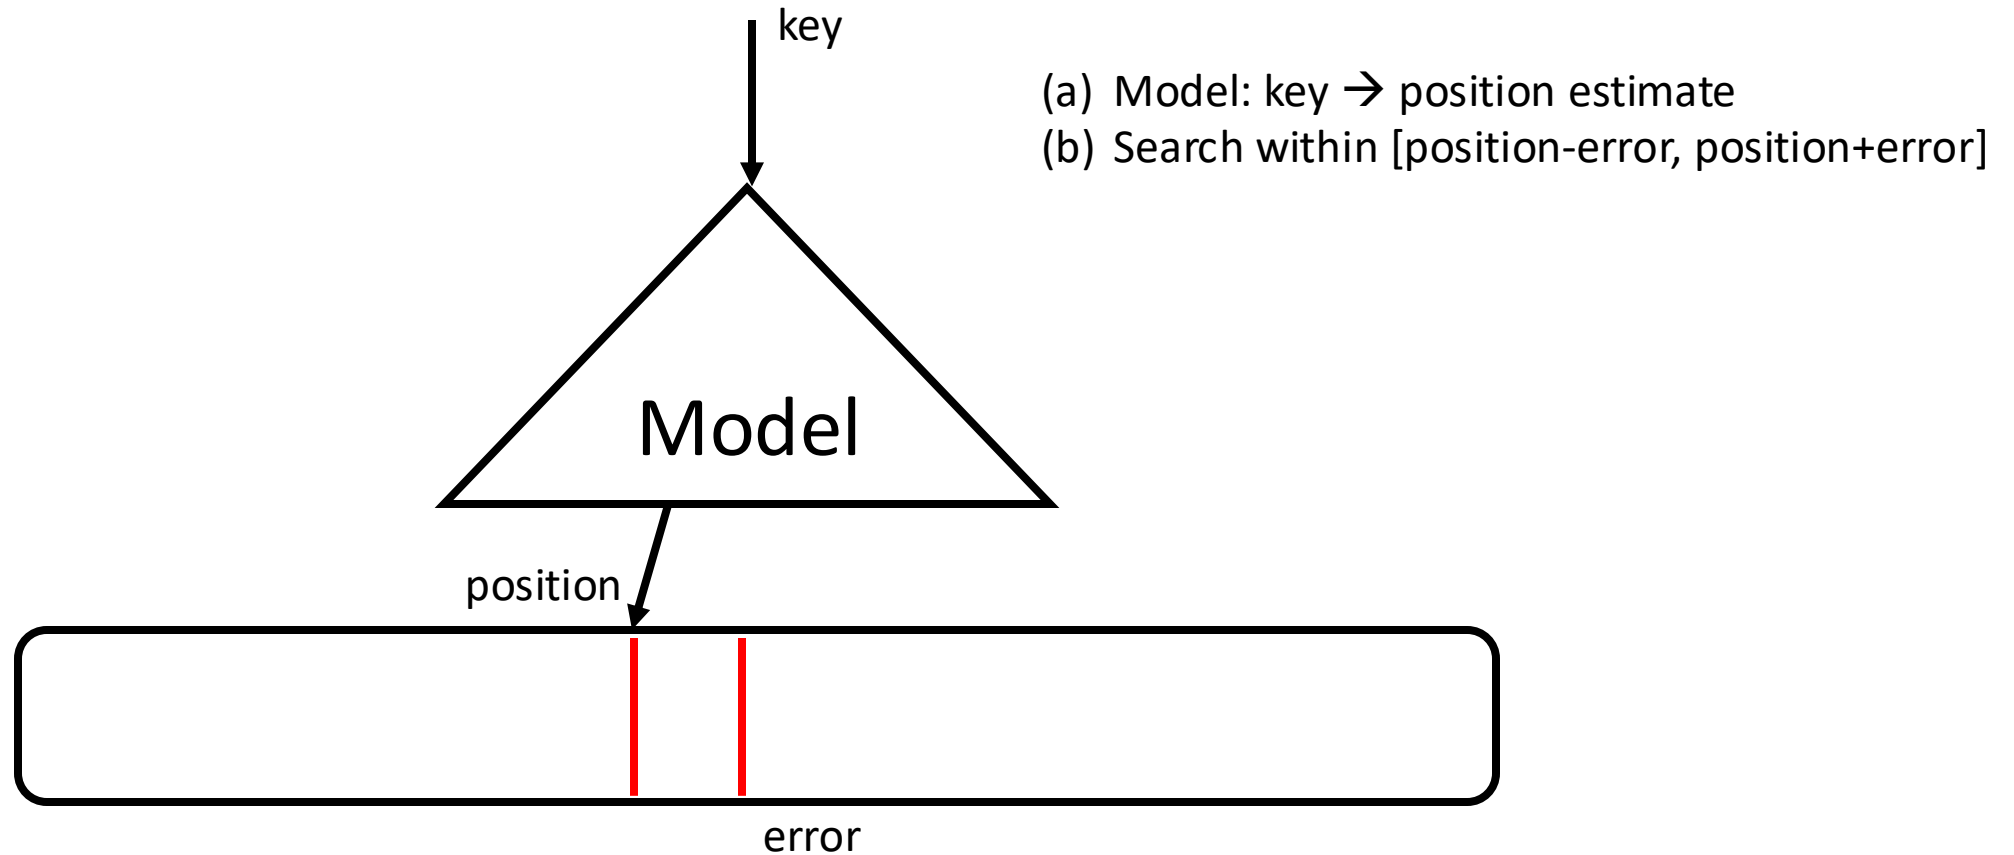 key
(a) Model: key → position estimate
(b) Search within [position-error, position+error]
Model
position
error